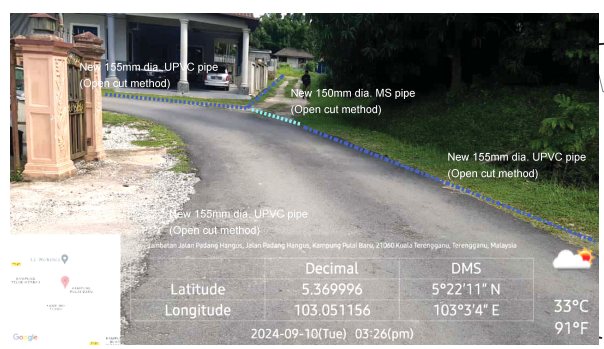 New 155mm dia. UPVC pipe
(Open cut method)
New 150mm dia. MS pipe
(Open cut method)
New 155mm dia. UPVC pipe
(Open cut method)
New 155mm dia. UPVC pipe
(Open cut method)
Jambatan Jalan Padang Hangus, Jalan Padang Hangus, Kampung Pulai Baru, 21060 Kuala Terengganu, Terengganu, Malaysia
Decimal DMS
Latitude 5.369996 5°22'11" N
Longitude 103.051156 103°3'4" E
33°C
91°F
2024-09-10(Tue) 03:26(pm)
Google